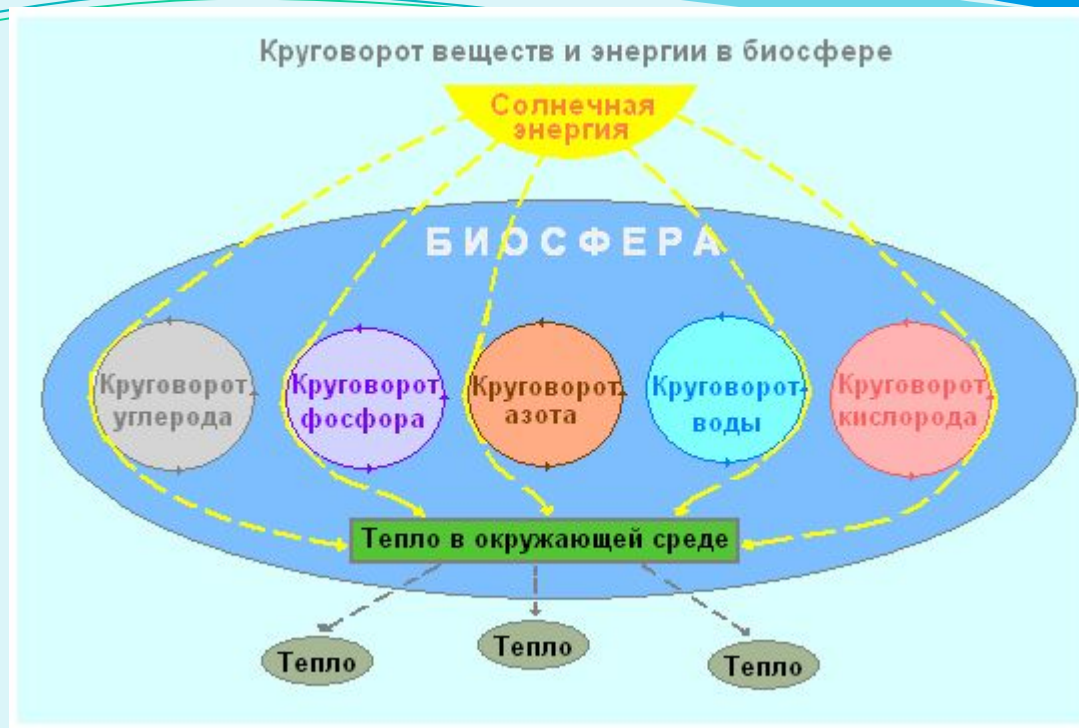 Круговорот веществ и энергии в биосфере
Солнечная
энергия
БИОСФЕРА
Круговорот
углерода
Круговорот
фосфора
Круговорот
азота
Круговорот
воды
Круговорот
кислорода
Тепло в окружающей среде
Тепло
Тепло
Тепло